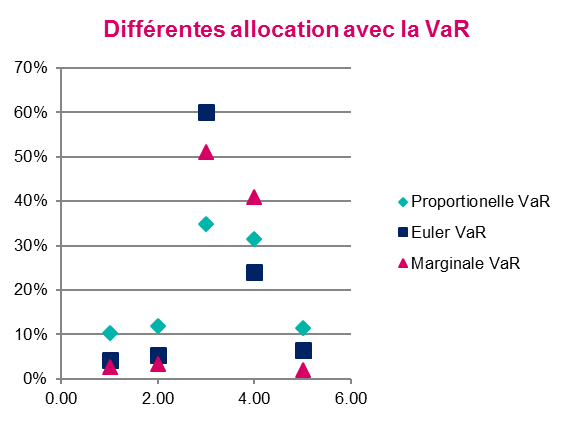 Différentes allocation avec la VaR
70%
60%
50%
40%
30%
20%
10%
0%
0.00 2.00 4.00 6.00
Proportionelle VaR
Euler VaR
Marginale VaR